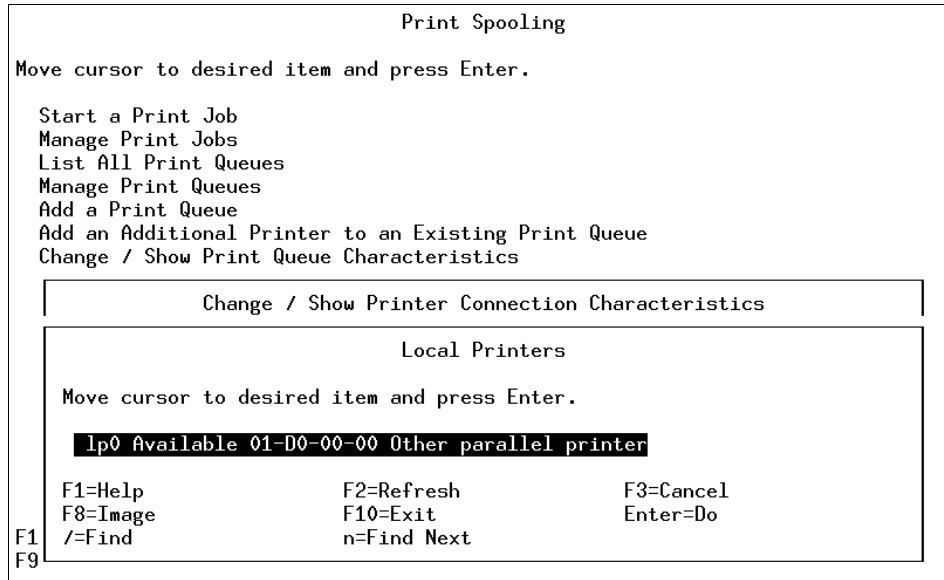 Print Spooling
Move cursor to desired item and press Enter.
Start a Print Job
Manage Print Jobs
List All Print Queues
Manage Print Queues
Add a Print Queue
Add an Additional Printer to an Existing Print Queue
Change / Show Print Queue Characteristics
Change / Show Printer Connection Characteristics
Local Printers
Move cursor to desired item and press Enter.
lp0 Available 01-D0-00-00 Other parallel printer
F1=Help F2=Refresh F3=Cancel
F8=Image F10=Exit Enter=Do
F1 /=Find n=Find Next
F9